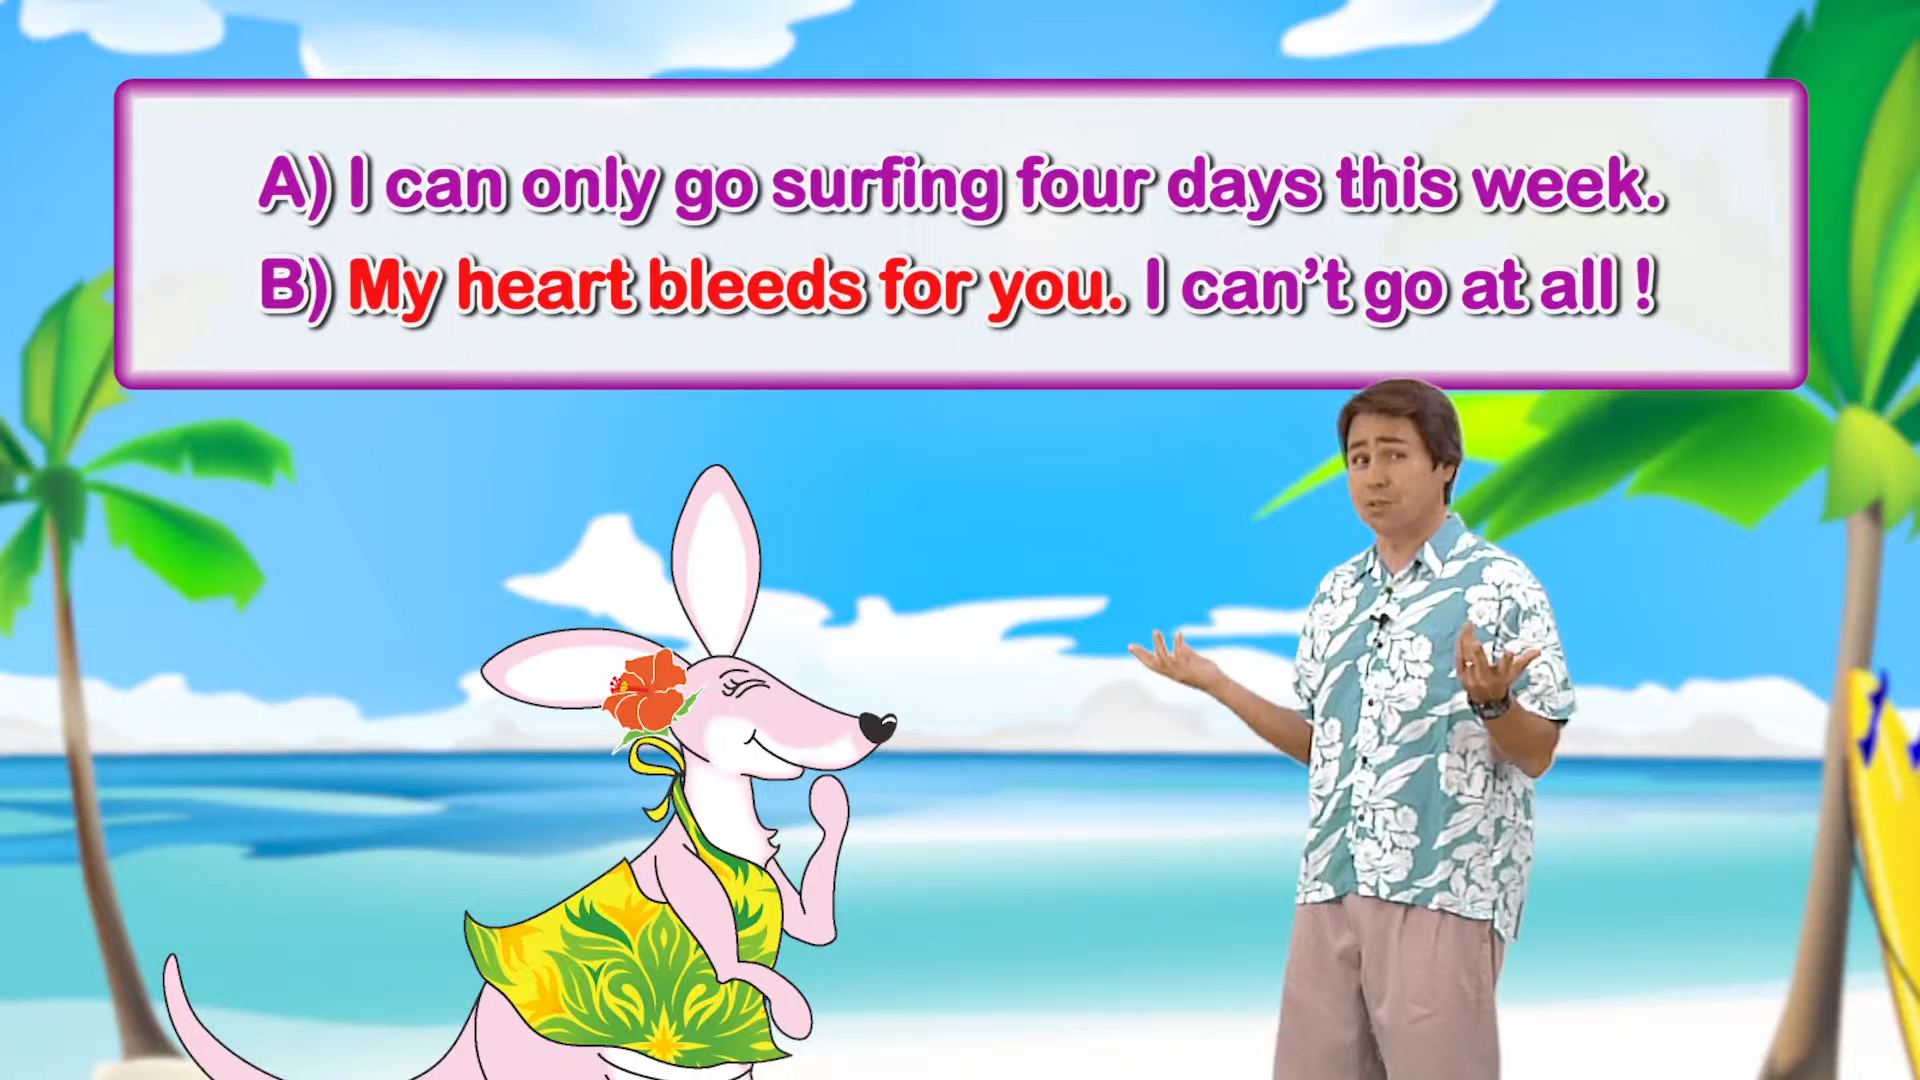 A) I can only go surfing four days this week.
B) My heart bleeds for you. I can't go at all !